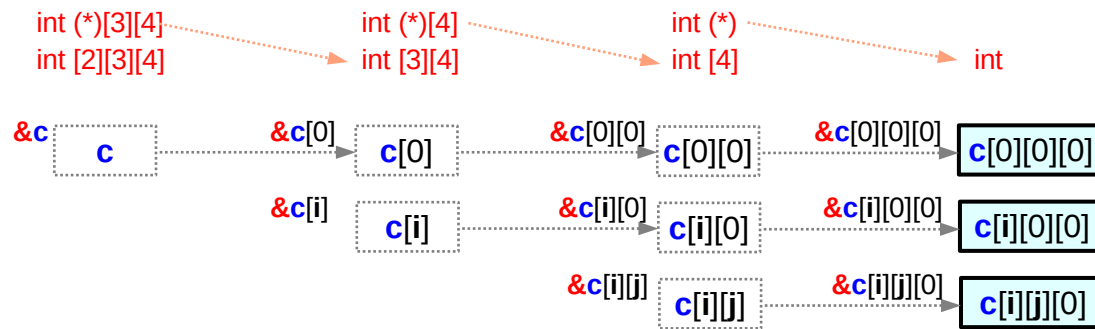 int (*)[3][4] int (*)[4] int (*)
int [2][3][4] int [3][4] int [4] int
&c c &c[0] c[0] &c[0][0] c[0][0] &c[0][0][0] c[0][0][0]
&c[i] c[i] &c[i][0] c[i][0] &c[i][0][0] c[i][0][0]
&c[i][j] c[i][j] &c[i][j][0] c[i][j][0]